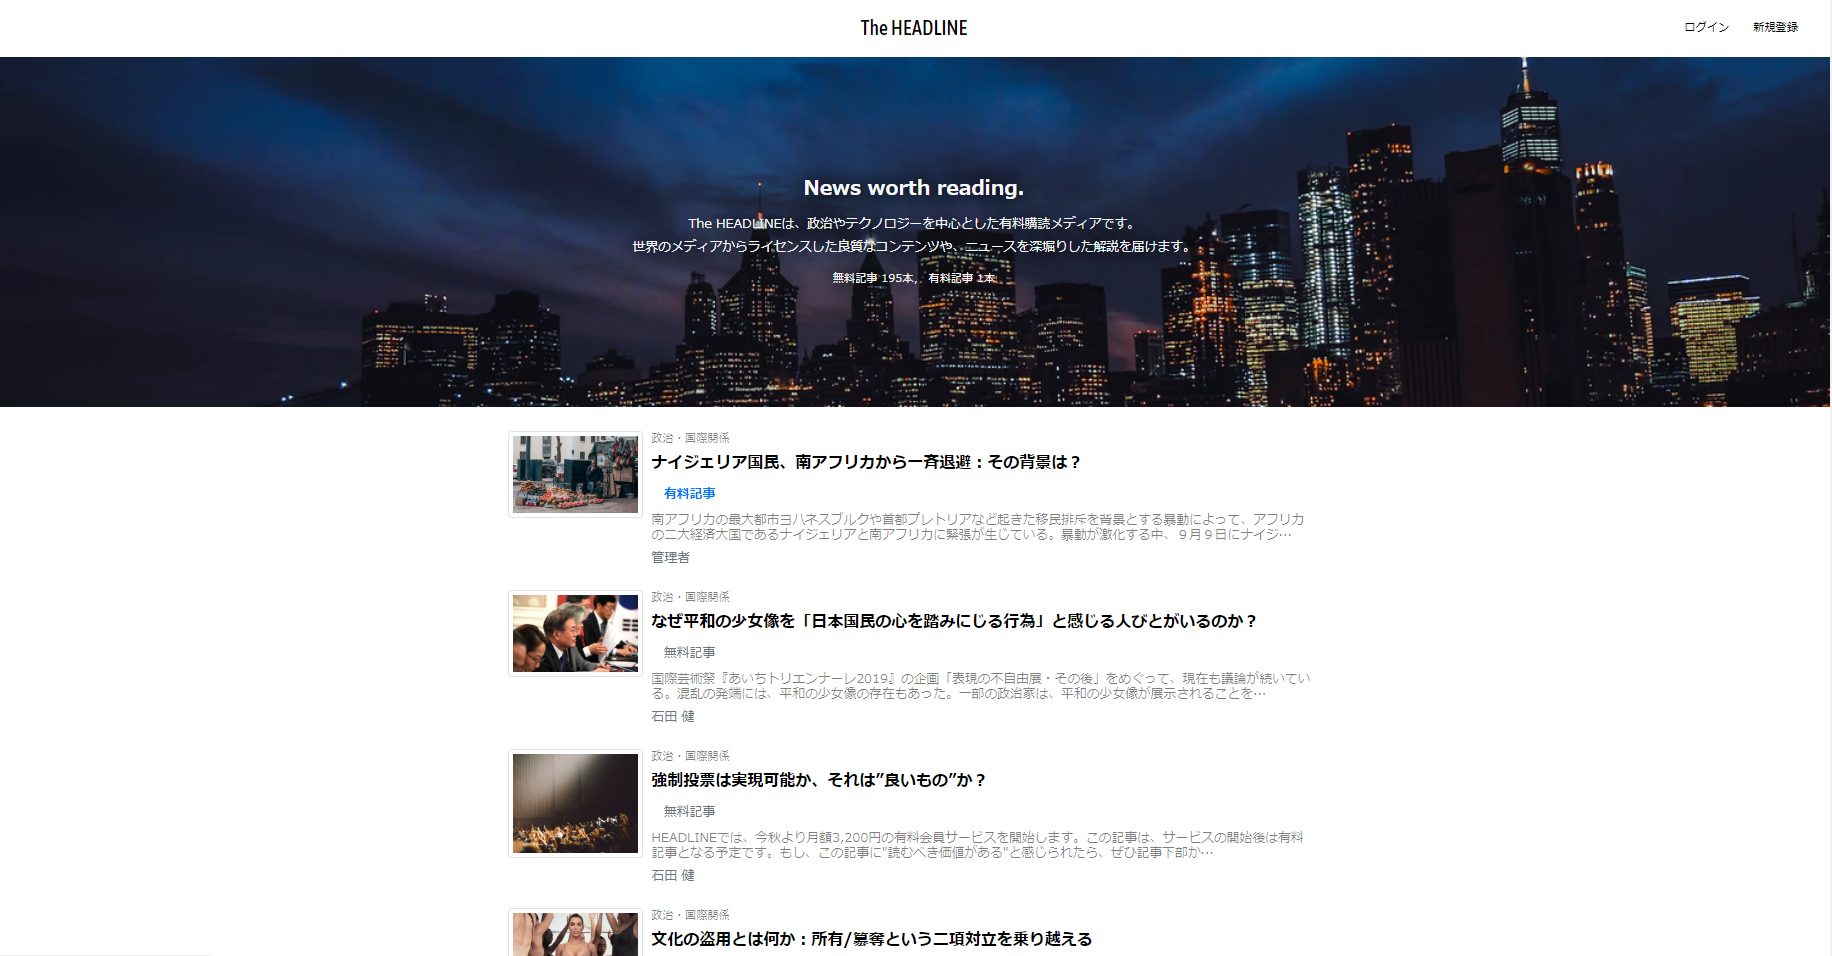 The HEADLINE
ログイン
新規登録
News worth reading.
The HEADLINEは、政治やテクノロジーを中心とした有料購読メディアです。
世界のメディアからライセンスした良質なコンテンツや、ニュースを深堀りした解説を届けます。
無料記事 195本, 有料記事 1本
政治・国際関係
ナイジェリア国民、南アフリカから一斉退避：その背景は？
有料記事
南アフリカの最大都市ヨハネスブルクや首都プレトリアなど起きた移民排斥を背景とする暴動によって、アフリカ
の二大経済大国であるナイジェリアと南アフリカに緊張が生じている。暴動が激化する中、９月９日にナイジ…
管理者
政治・国際関係
なぜ平和の少女像を「日本国民の心を踏みにじる行為」と感じる人びとがいるのか？
無料記事
国際芸術祭『あいちトリエンナーレ2019』の企画「表現の不自由展・その後」をめぐって、現在も議論が続いてい
る。混乱の発端には、平和の少女像の存在もあった。一部の政治家は、平和の少女像が展示されることを…
石田 健
政治・国際関係
強制投票は実現可能か、それは”良いもの”か？
無料記事
HEADLINEでは、今秋より月額3,200円の有料会員サービスを開始します。この記事は、サービスの開始後は有料
記事となる予定です。もし、この記事に"読むべき価値がある"と感じられたら、ぜひ記事下部か…
石田 健
政治・国際関係
文化の盗用とは何か：所有/簒奪という二項対立を乗り越える